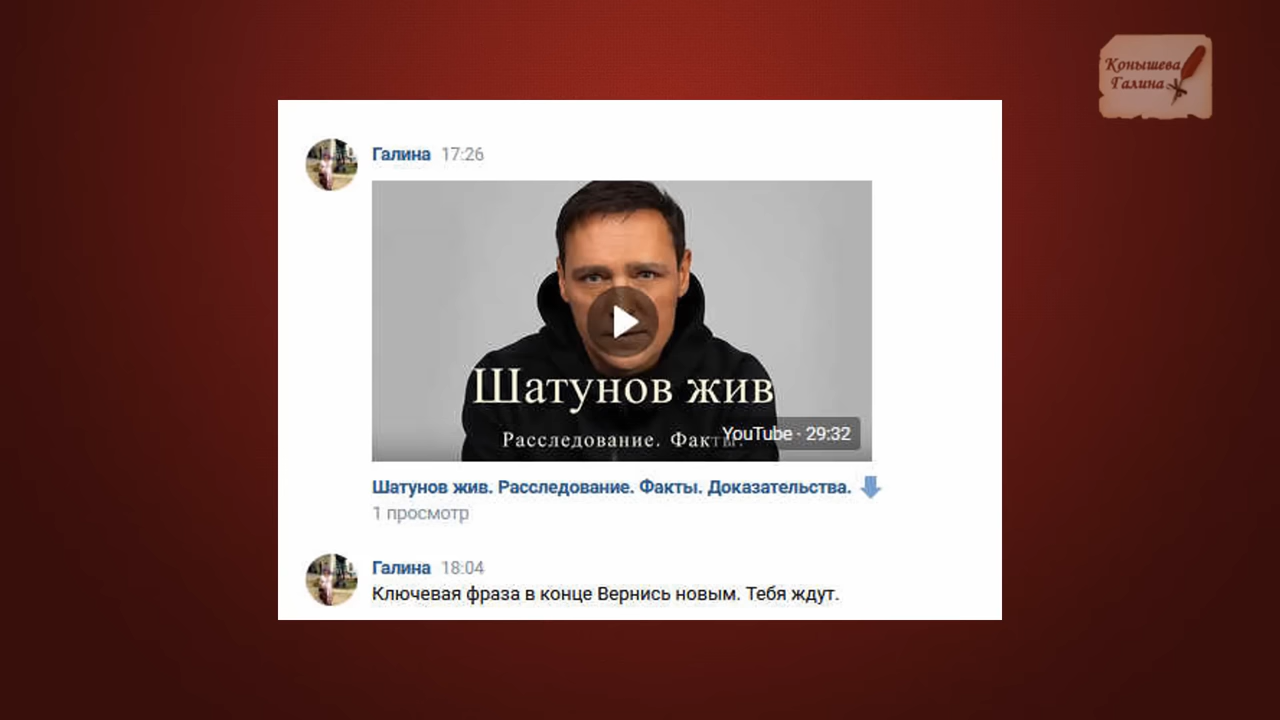 Конышева
Галина
Галина 17:26
Шатунов жив
Расследование. Факты.
YouTube · 29:32
Шатунов жив. Расследование. Факты. Доказательства.
1 просмотр
Галина 18:04
Ключевая фраза в конце Вернись новым. Тебя ждут.